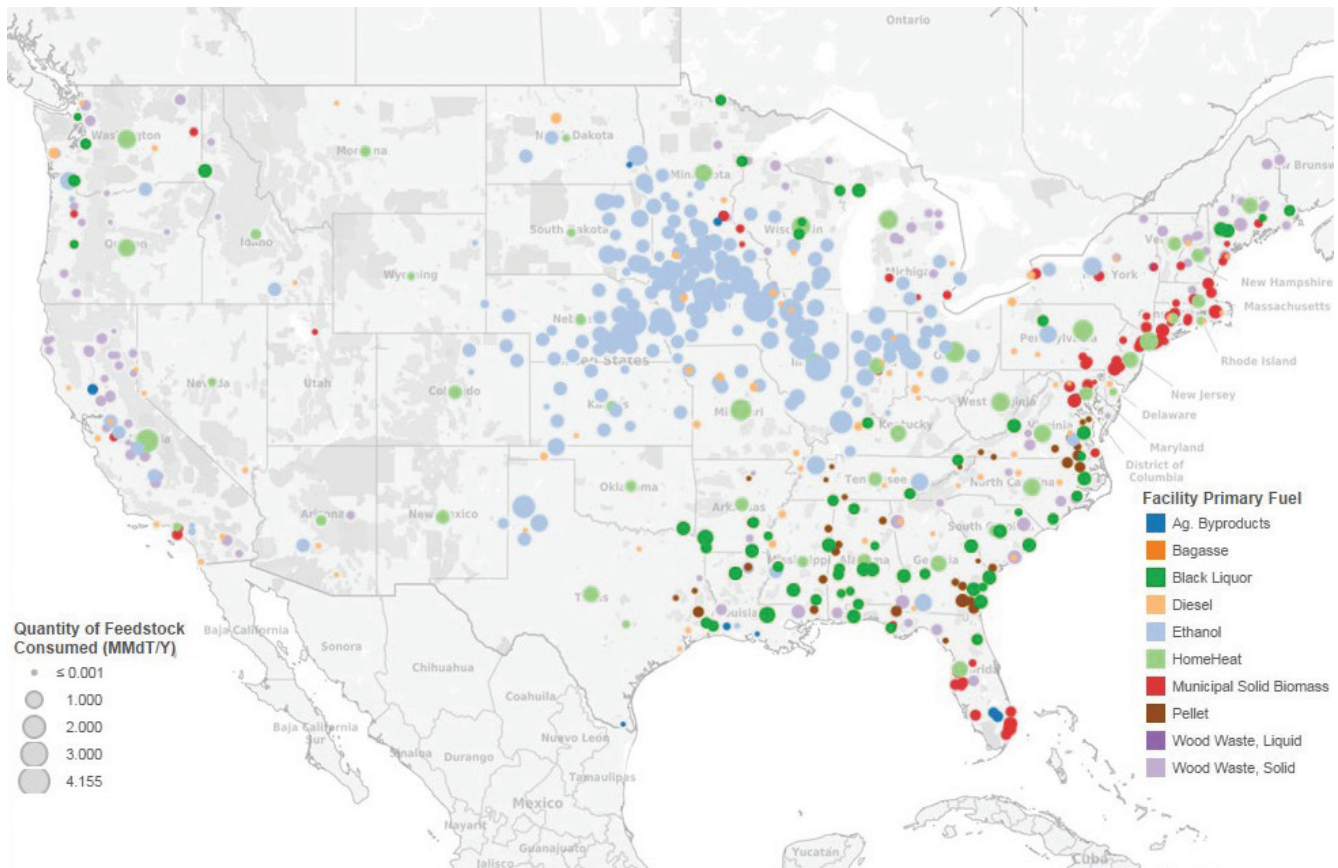 Ontario
Washington
Montana
North Dakota
Minnesota
New Brunsw
Oregon
Idaho
South Dakota
Wisconsin
Michigan
Ver
New York
New Hampshire
Massachusetts
Wyoming
Nebraska
Pennsylvania
Rhode Island
Nevada
Utah
Colorado
United States
Kansas
Missouri
West Virginia
Virginia
New Jersey
Delaware
Maryland
District of
Columbia
Kentucky
Arizona
New Mexico
Oklahoma
Arkansas
Tennessee
North Carolina
South
Mississippi
Alabama
Georgia
Texas
Louisiana
Florida
Facility Primary Fuel
Ag. Byproducts
Bagasse
Black Liquor
Diesel
Ethanol
HomeHeat
Municipal Solid Biomass
Pellet
Wood Waste, Liquid
Wood Waste, Solid
Quantity of Feedstock
Consumed (MMdT/Y)
≤ 0.001
1.000
2.000
3.000
4.155
Baja California
Sonora
Chihuahua
Coahuila
Baja California
Sur
Sinaloa
Durango
Nuevo León
Tamaulipas
Mexico
Nayarit
Guanajuato
Jalisco
Yucatan
Cuba